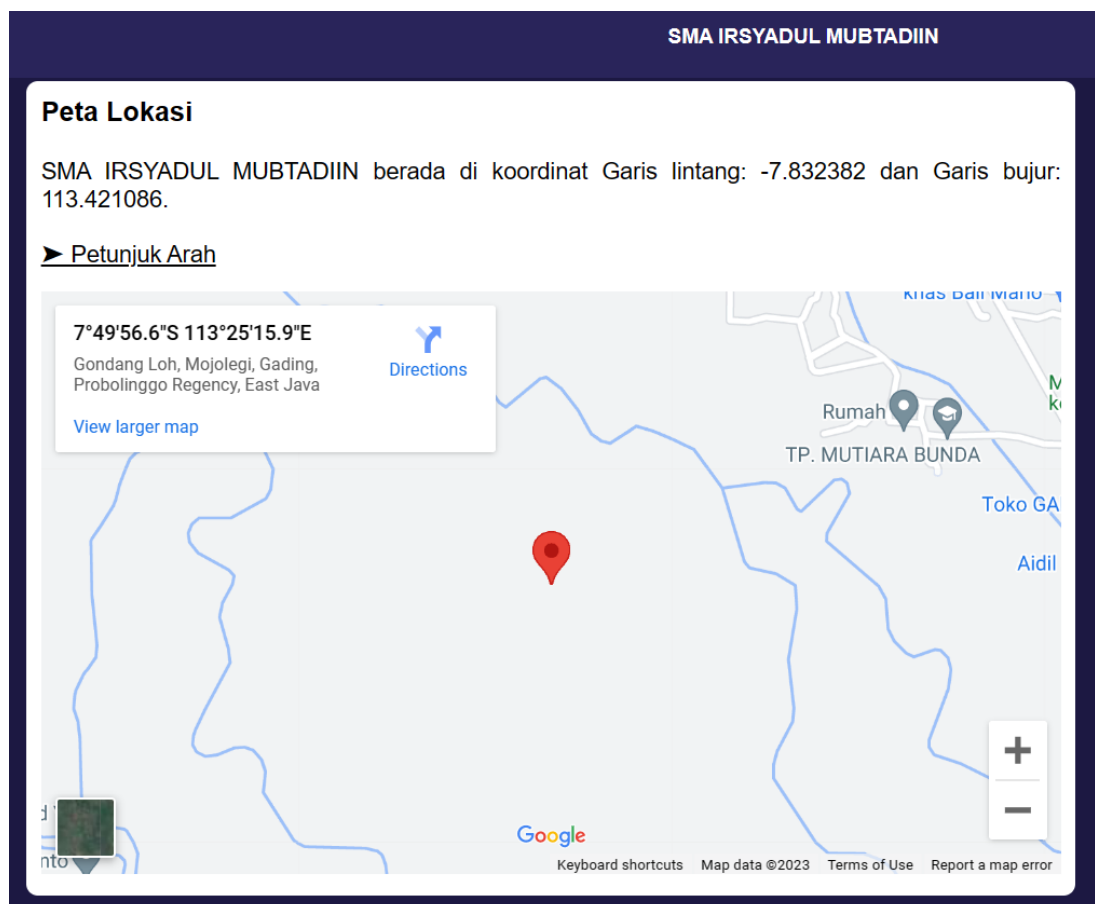 SMA IRSYADUL MUBTADIIN
Peta Lokasi
SMA IRSYADUL MUBTADIIN berada di koordinat Garis lintang: -7.832382 dan Garis bujur:
113.421086.
➤ Petunjuk Arah
7°49'56.6"S 113°25'15.9"E
Gondang Loh, Mojolegi, Gading,
Probolinggo Regency, East Java
Directions
View larger map
Rumah
TP. MUTIARA BUNDA
Toko GA
Aidil
Google
Keyboard shortcuts Map data ©2023 Terms of Use Report a map error